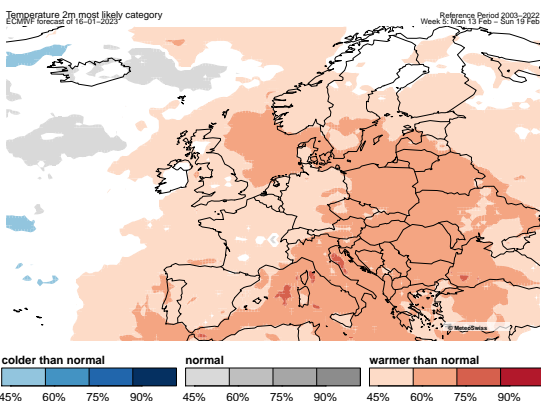 Temperature 2m most likely category
ECMWF forecast of 16-01-2023
Reference Period 2003-2022
Week 5: Mon 13 Feb - Sun 19 Feb
© MeteoSwiss
colder than normal
normal
warmer than normal
45% 60% 75% 90% 45% 60% 75% 90% 45% 60% 75% 90%